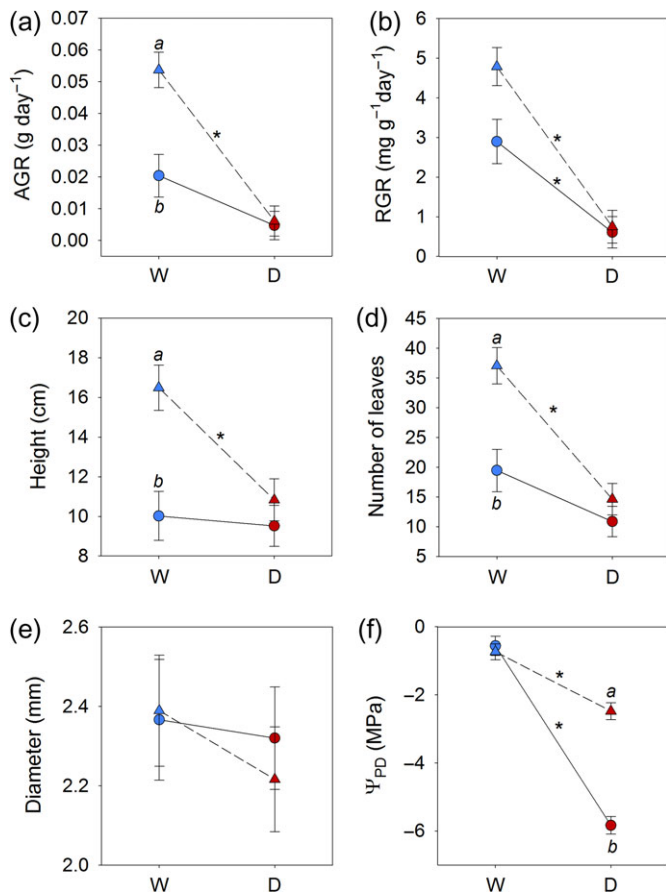 (a)
0.07
0.06
0.05
0.04
0.03
0.02
0.01
0.00
AGR (g day⁻¹)
a
*
b
W
D
(b)
6
5
4
3
2
1
0
RGR (mg g⁻¹day⁻¹)
*
*
W
D
(c)
20
18
16
14
12
10
8
6
Height (cm)
a
*
b
W
D
(d)
45
40
35
30
25
20
15
10
5
Number of leaves
a
*
b
W
D
(e)
2.6
2.4
2.2
2.0
Diameter (mm)
W
D
(f)
0
−2
−4
−6
Ψ_PD (MPa)
*
*
a
b
W
D